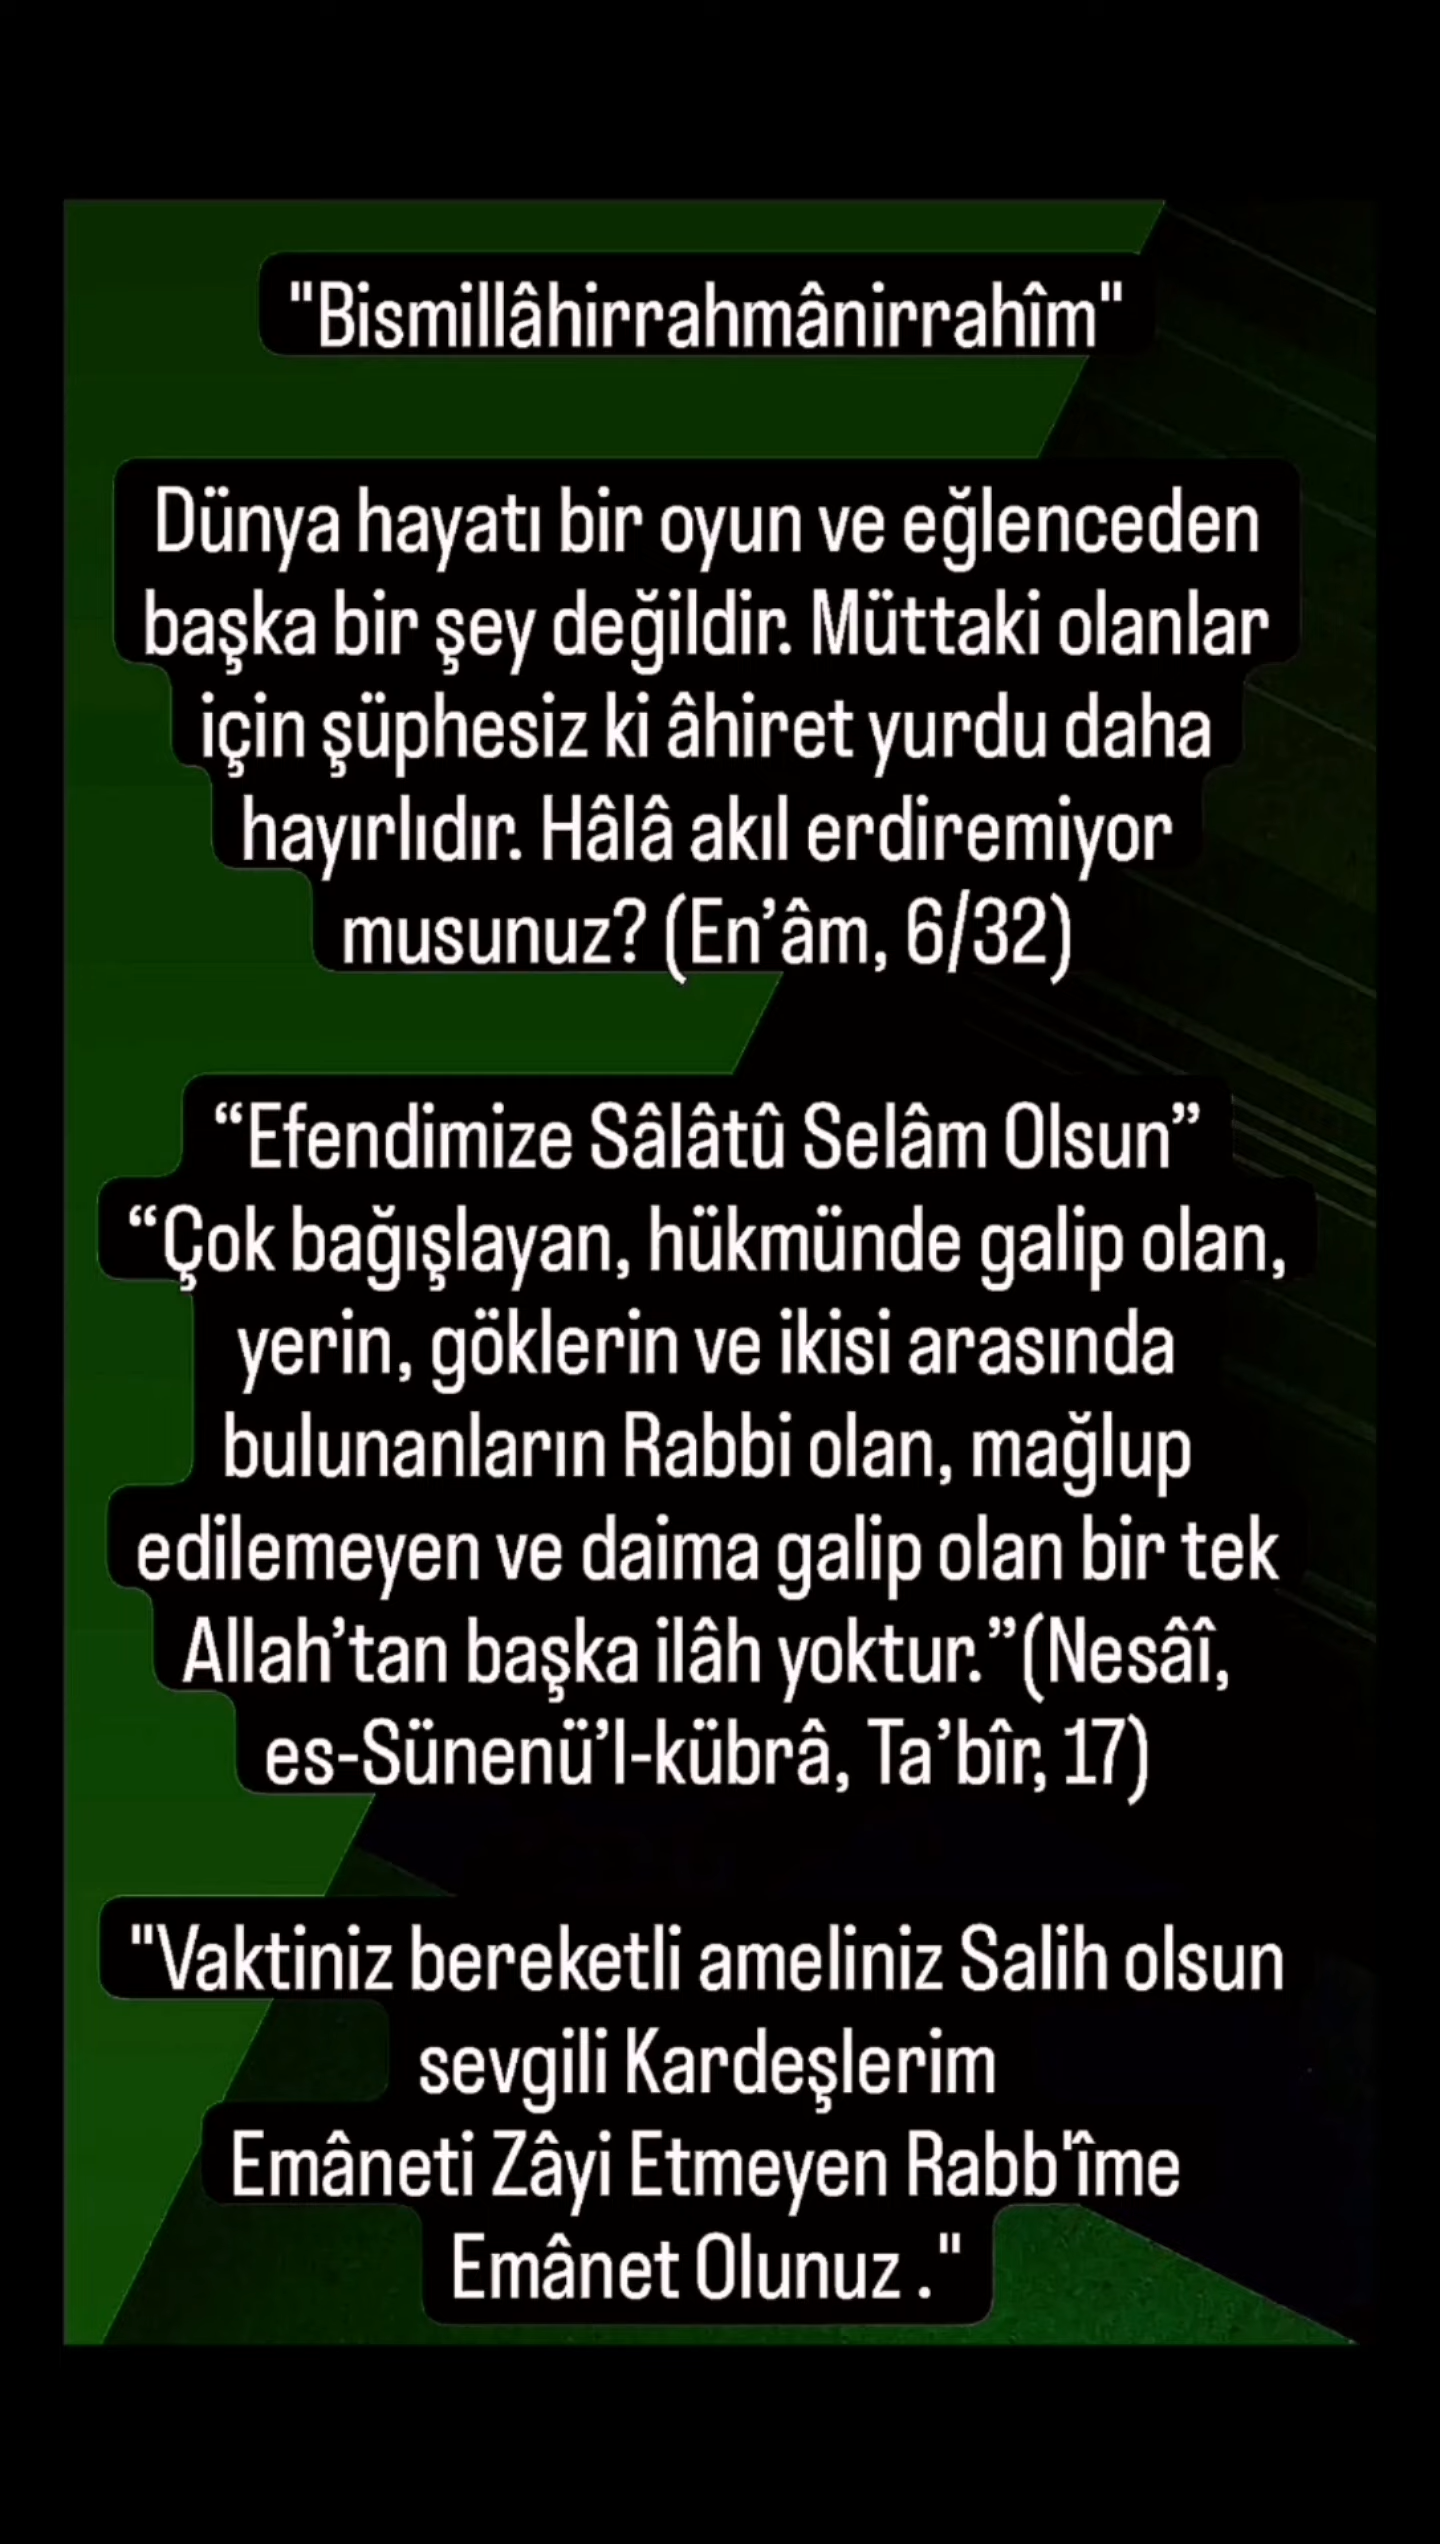 "Bismillâhirrahmânirrahîm"
Dünya hayatı bir oyun ve eğlenceden
başka bir şey değildir. Müttaki olanlar
için şüphesiz ki âhiret yurdu daha
hayırlıdır. Hâlâ akıl erdiremiyor
musunuz? (En’âm, 6/32)
“Efendimize Sâlâtû Selâm Olsun”
“Çok bağışlayan, hükmünde galip olan,
yerin, göklerin ve ikisi arasında
bulunanların Rabbi olan, mağlup
edilemeyen ve daima galip olan bir tek
Allah’tan başka ilâh yoktur.”(Nesâî,
es-Sünenü’l-kübrâ, Ta’bîr, 17)
"Vaktiniz bereketli ameliniz Salih olsun
sevgili Kardeşlerim
Emâneti Zâyi Etmeyen Rabb'îme
Emânet Olunuz ."